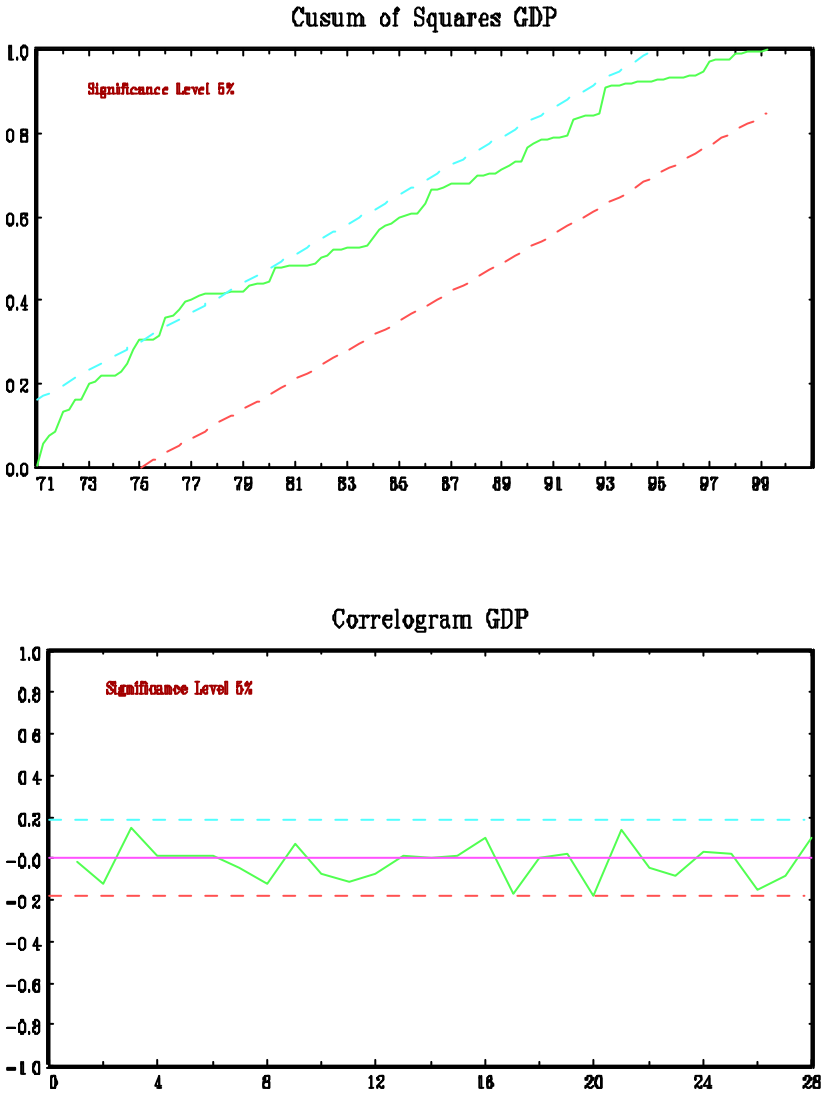 Cusum of Squares GDP
1.0
Significance Level 5%
0.8
0.6
0.4
0.2
0.0
71 73 75 77 79 81 83 85 87 89 91 93 95 97 99
Correlogram GDP
1.0
Significance Level 5%
0.8
0.6
0.4
0.2
-0.0
-0.2
-0.4
-0.6
-0.8
-1.0
0 4 8 12 16 20 24 28